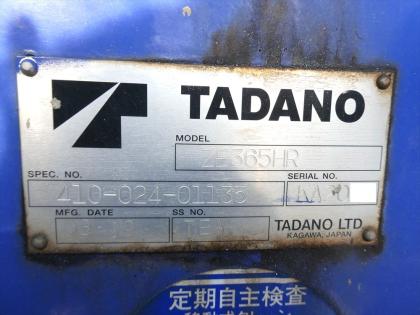 TADANO
MODEL
ZE365HR
SPEC. NO.
SERIAL NO.
410-024-01135
MFG. DATE
SS NO.
TADANO LTD
KAGAWA, JAPAN
定期自主検査